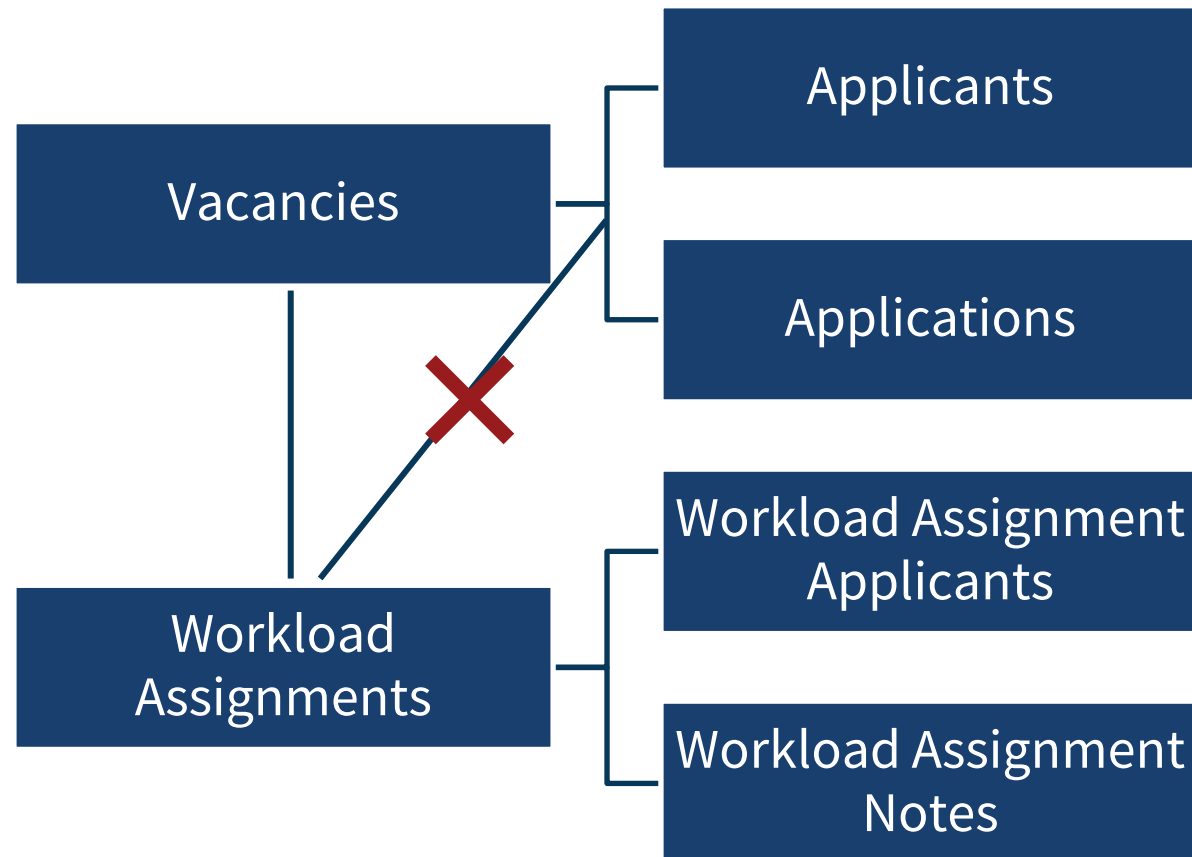 Applicants
Vacancies
Applications
Workload Assignment
Applicants
Workload
Assignments
Workload Assignment
Notes